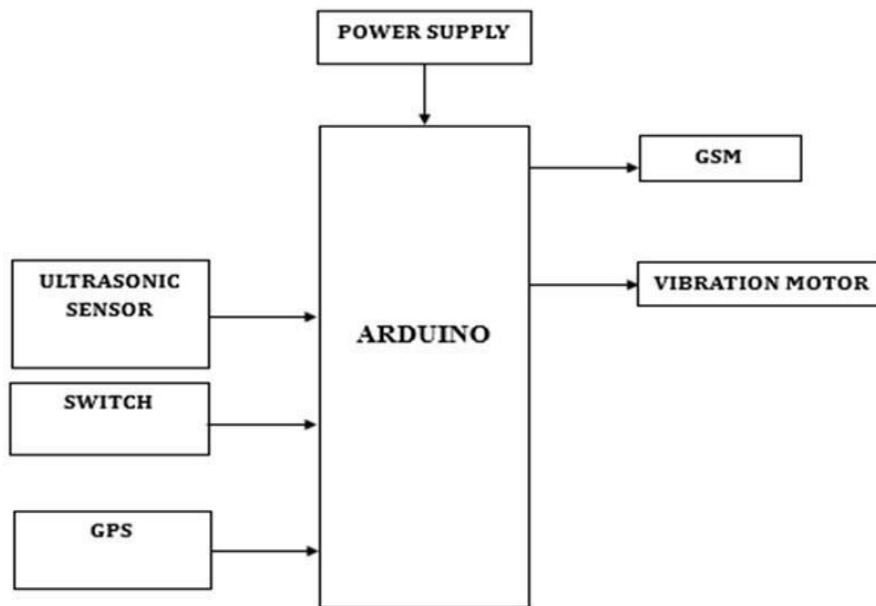 POWER SUPPLY
GSM
ULTRASONIC
SENSOR
VIBRATION MOTOR
ARDUINO
SWITCH
GPS